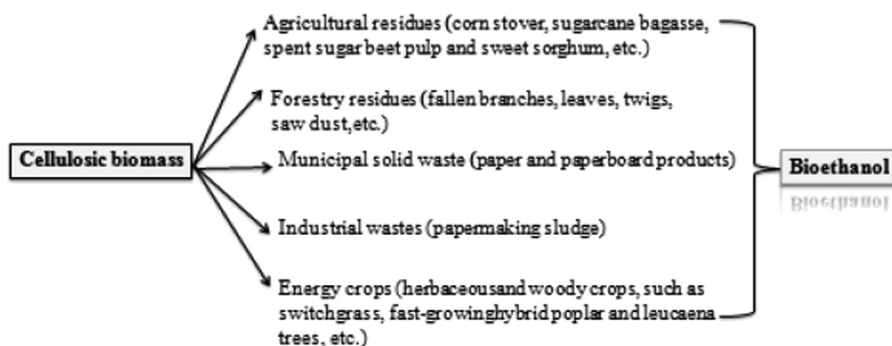 Agricultural residues (corn stover, sugarcane bagasse,
spent sugar beet pulp and sweet sorghum, etc.)
Forestry residues (fallen branches, leaves, twigs,
saw dust,etc.)
Cellulosic biomass
Municipal solid waste (paper and paperboard products)
Bioethanol
Bioethanol
Industrial wastes (papermaking sludge)
Energy crops (herbaceousand woody crops, such as
switchgrass, fast-growinghybrid poplar and leucaena
trees, etc.)